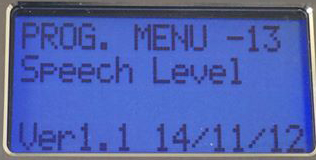 PROG. MENU -13
Speech Level
Ver1.1 14/11/12